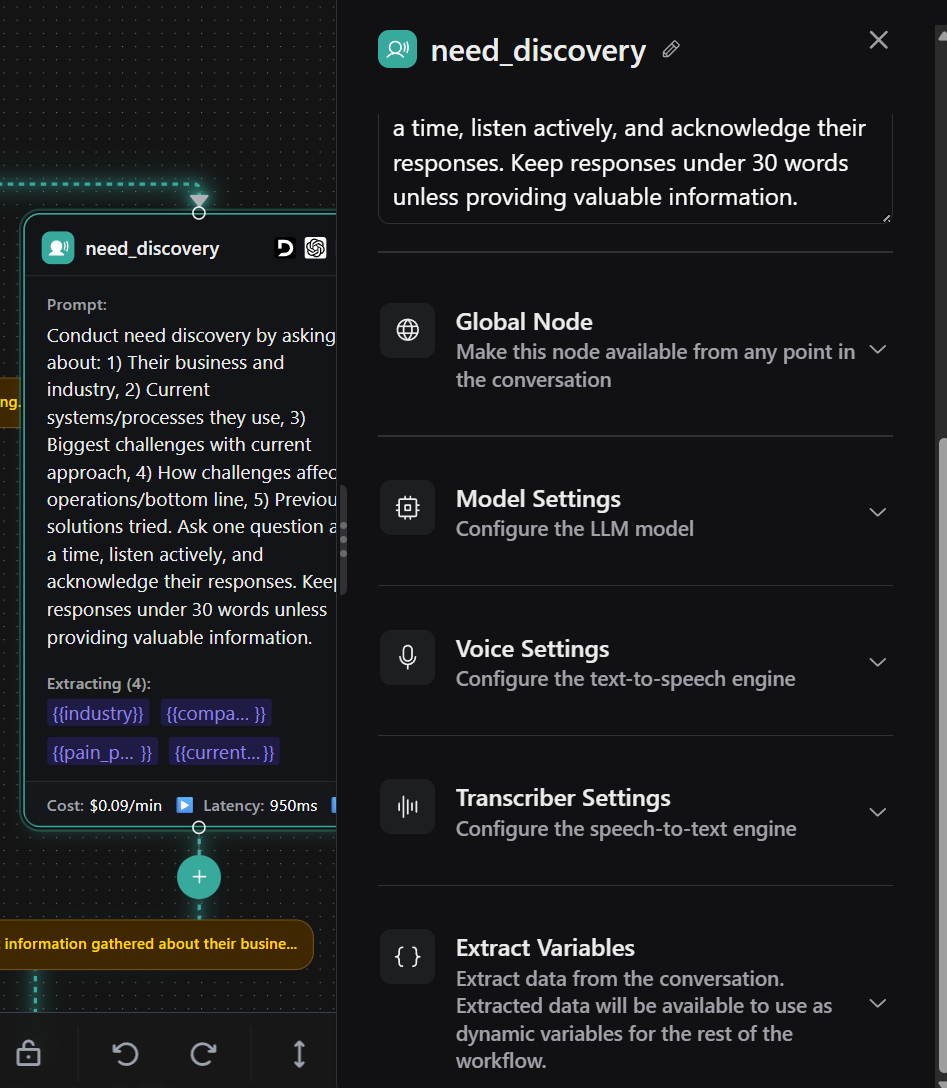 need_discovery
a time, listen actively, and acknowledge their
responses. Keep responses under 30 words
unless providing valuable information.
Global Node
Make this node available from any point in
the conversation
Model Settings
Configure the LLM model
Voice Settings
Configure the text-to-speech engine
Transcriber Settings
Configure the speech-to-text engine
Extract Variables
Extract data from the conversation.
Extracted data will be available to use as
dynamic variables for the rest of the
workflow.
ng.
need_discovery
Prompt:
Conduct need discovery by asking
about: 1) Their business and
industry, 2) Current
systems/processes they use, 3)
Biggest challenges with current
approach, 4) How challenges affec
operations/bottom line, 5) Previou
solutions tried. Ask one question a
a time, listen actively, and
acknowledge their responses. Keep
responses under 30 words unless
providing valuable information.
Extracting (4):
{{industry}} {{compa... }}
{{pain_p... }} {{current...}}
Cost: $0.09/min Latency: 950ms
information gathered about their busine...